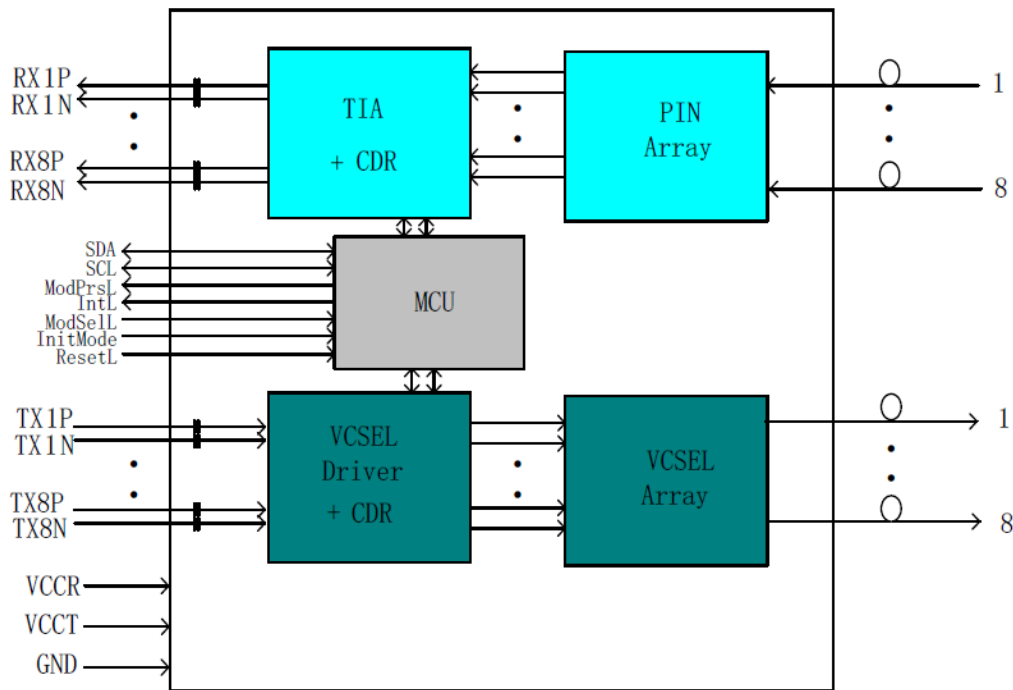 RX1P
RX1N
RX8P
RX8N
TIA
+ CDR
PIN
Array
1
8
SDA
SCL
ModPrsL
IntL
ModSelL
InitMode
ResetL
MCU
TX1P
TX1N
TX8P
TX8N
VCSEL
Driver
+ CDR
VCSEL
Array
1
8
VCCR
VCCT
GND